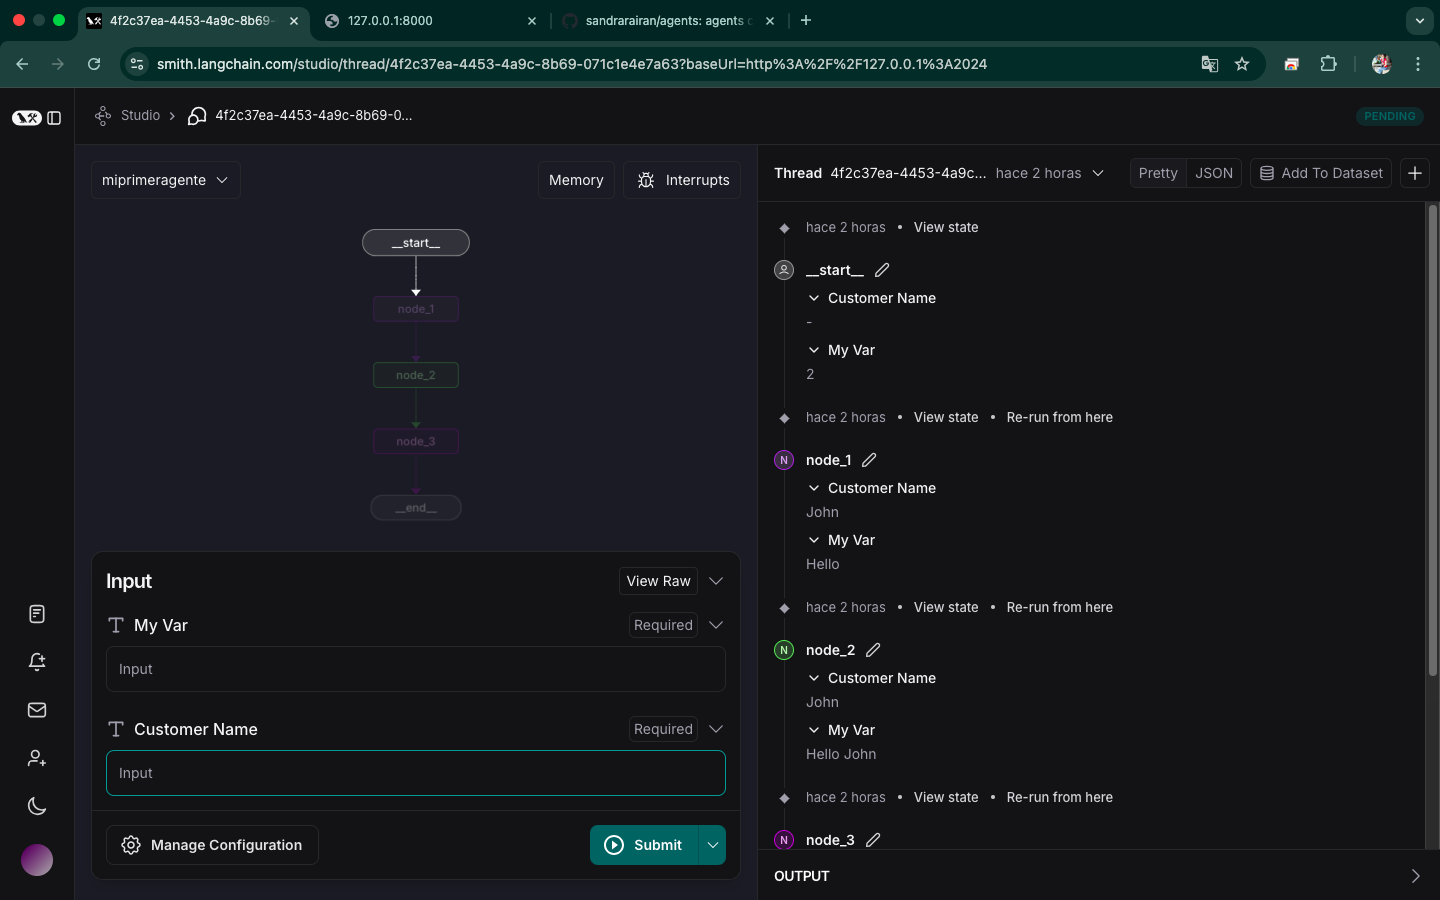 4f2c37ea-4453-4a9c-8b69-
127.0.0.1:8000
sandrarairan/agents: agents
smith.langchain.com/studio/thread/4f2c37ea-4453-4a9c-8b69-071c1e4e7a63?baseUrl=http%3A%2F%2F127.0.0.1%3A2024
Studio
4f2c37ea-4453-4a9c-8b69-0...
PENDING
miprimeragente
Memory
Interrupts
__start__
node_1
node_2
node_3
__end__
Input
View Raw
My Var
Required
Input
Customer Name
Required
Input
Manage Configuration
Submit
Thread 4f2c37ea-4453-4a9c... hace 2 horas
Pretty
JSON
Add To Dataset
hace 2 horas • View state
__start__
Customer Name
-
My Var
2
hace 2 horas • View state • Re-run from here
N node_1
Customer Name
John
My Var
Hello
hace 2 horas • View state • Re-run from here
N node_2
Customer Name
John
My Var
Hello John
hace 2 horas • View state • Re-run from here
N node_3
OUTPUT